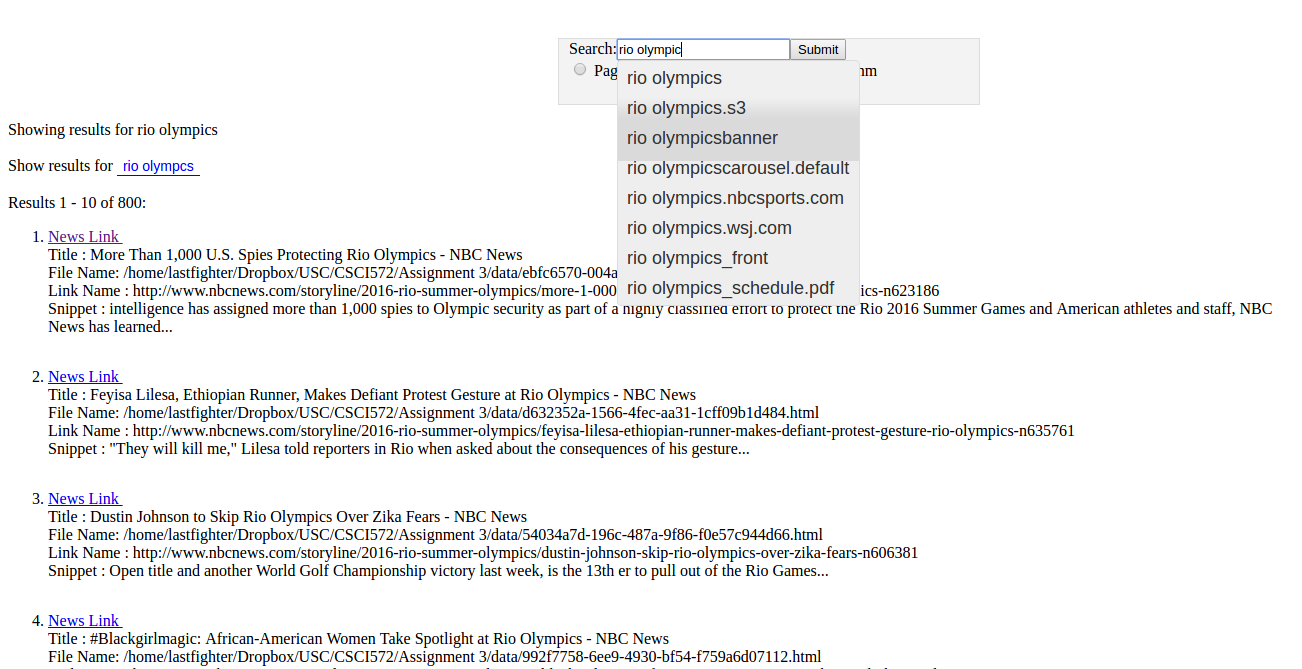 Search: rio olympic Submit
Pag nm
rio olympics
rio olympics.s3
rio olympicsbanner
rio olympicscarousel.default
rio olympics.nbcsports.com
rio olympics.wsj.com
rio olympics_front
rio olympics_schedule.pdf
Showing results for rio olympics
Show results for rio olympcs
Results 1 - 10 of 800:
1. News Link
Title : More Than 1,000 U.S. Spies Protecting Rio Olympics - NBC News
File Name: /home/lastfighter/Dropbox/USC/CSCI572/Assignment 3/data/ebfc6570-004a
Link Name : http://www.nbcnews.com/storyline/2016-rio-summer-olympics/more-1-000 ics-n623186
Snippet : intelligence has assigned more than 1,000 spies to Olympic security as part of a highly classified effort to protect the Rio 2016 Summer Games and American athletes and staff, NBC
News has learned...
2. News Link
Title : Feyisa Lilesa, Ethiopian Runner, Makes Defiant Protest Gesture at Rio Olympics - NBC News
File Name: /home/lastfighter/Dropbox/USC/CSCI572/Assignment 3/data/d632352a-1566-4fec-aa31-1cff09b1d484.html
Link Name : http://www.nbcnews.com/storyline/2016-rio-summer-olympics/feyisa-lilesa-ethiopian-runner-makes-defiant-protest-gesture-rio-olympics-n635761
Snippet : "They will kill me," Lilesa told reporters in Rio when asked about the consequences of his gesture...
3. News Link
Title : Dustin Johnson to Skip Rio Olympics Over Zika Fears - NBC News
File Name: /home/lastfighter/Dropbox/USC/CSCI572/Assignment 3/data/54034a7d-196c-487a-9f86-f0e57c944d66.html
Link Name : http://www.nbcnews.com/storyline/2016-rio-summer-olympics/dustin-johnson-skip-rio-olympics-over-zika-fears-n606381
Snippet : Open title and another World Golf Championship victory last week, is the 13th er to pull out of the Rio Games...
4. News Link
Title : #Blackgirlmagic: African-American Women Take Spotlight at Rio Olympics - NBC News
File Name: /home/lastfighter/Dropbox/USC/CSCI572/Assignment 3/data/992f7758-6ee9-4930-bf54-f759a6d07112.html